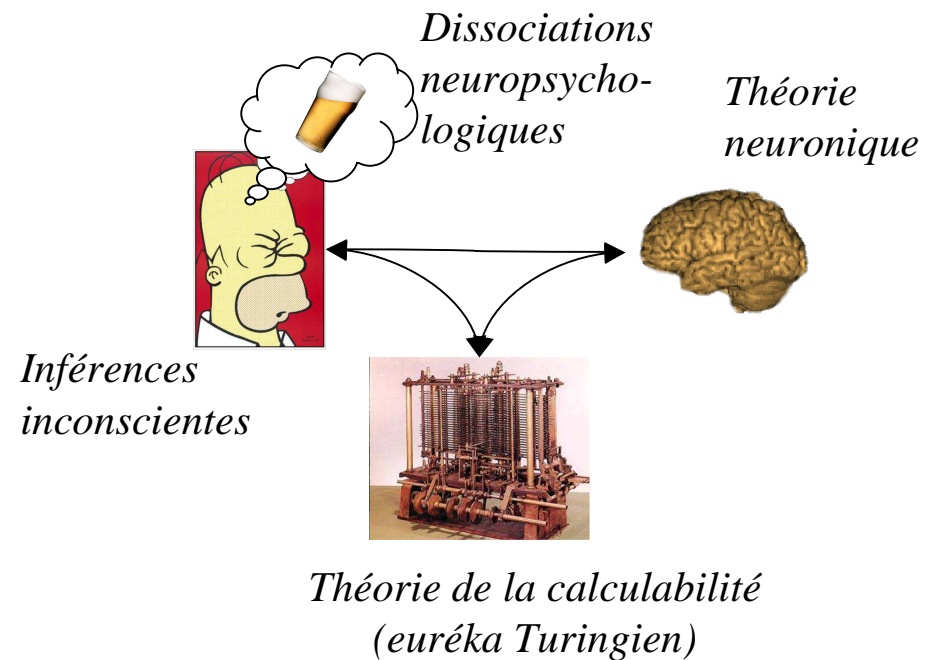 Dissociations
neuropsycho-
logiques
Théorie
neuronique
Inférences
inconscientes
Théorie de la calculabilité
(euréka Turingien)